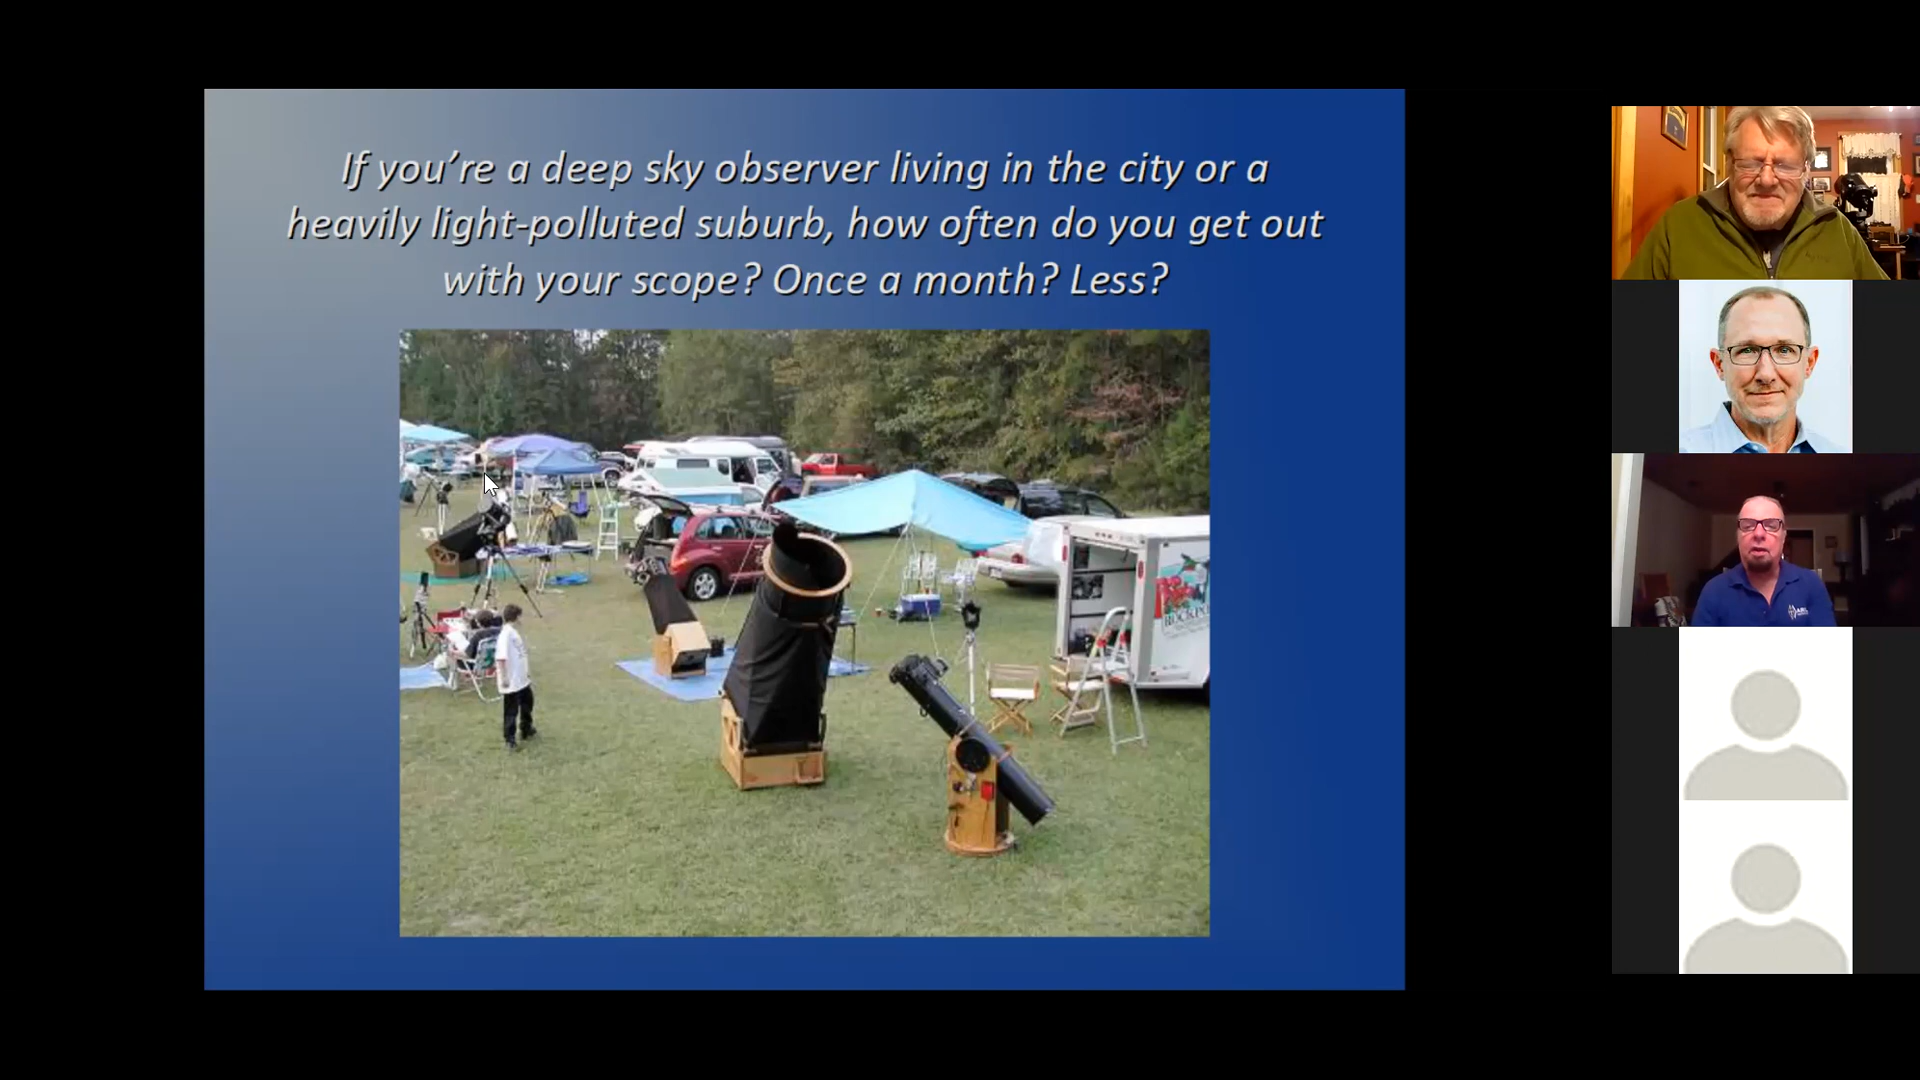 If you’re a deep sky observer living in the city or a
heavily light-polluted suburb, how often do you get out
with your scope? Once a month? Less?